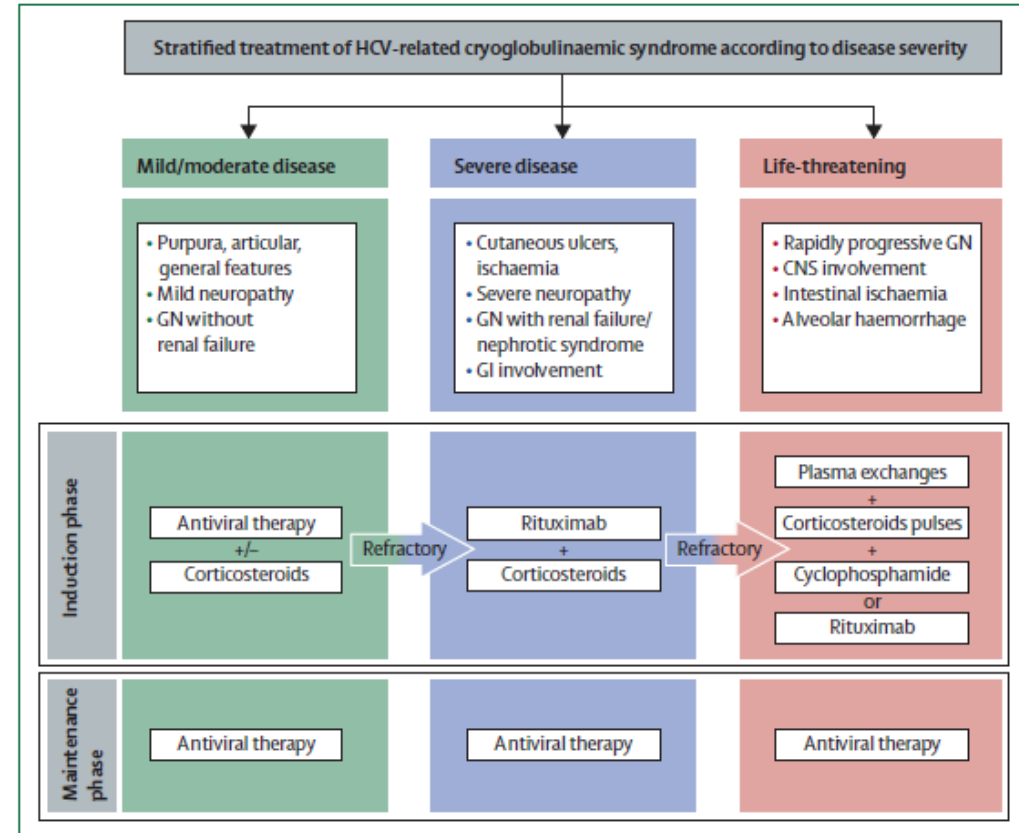 Stratified treatment of HCV-related cryoglobulinaemic syndrome according to disease severity
Mild/moderate disease
Severe disease
Life-threatening
• Purpura, articular,
general features
• Mild neuropathy
• GN without
renal failure
• Cutaneous ulcers,
ischaemia
• Severe neuropathy
• GN with renal failure/
nephrotic syndrome
• GI involvement
• Rapidly progressive GN
• CNS involvement
• Intestinal ischaemia
• Alveolar haemorrhage
Induction phase
Antiviral therapy
+/–
Corticosteroids
Refractory
Rituximab
+
Corticosteroids
Refractory
Plasma exchanges
+
Corticosteroids pulses
+
Cyclophosphamide
or
Rituximab
Maintenance
phase
Antiviral therapy
Antiviral therapy
Antiviral therapy